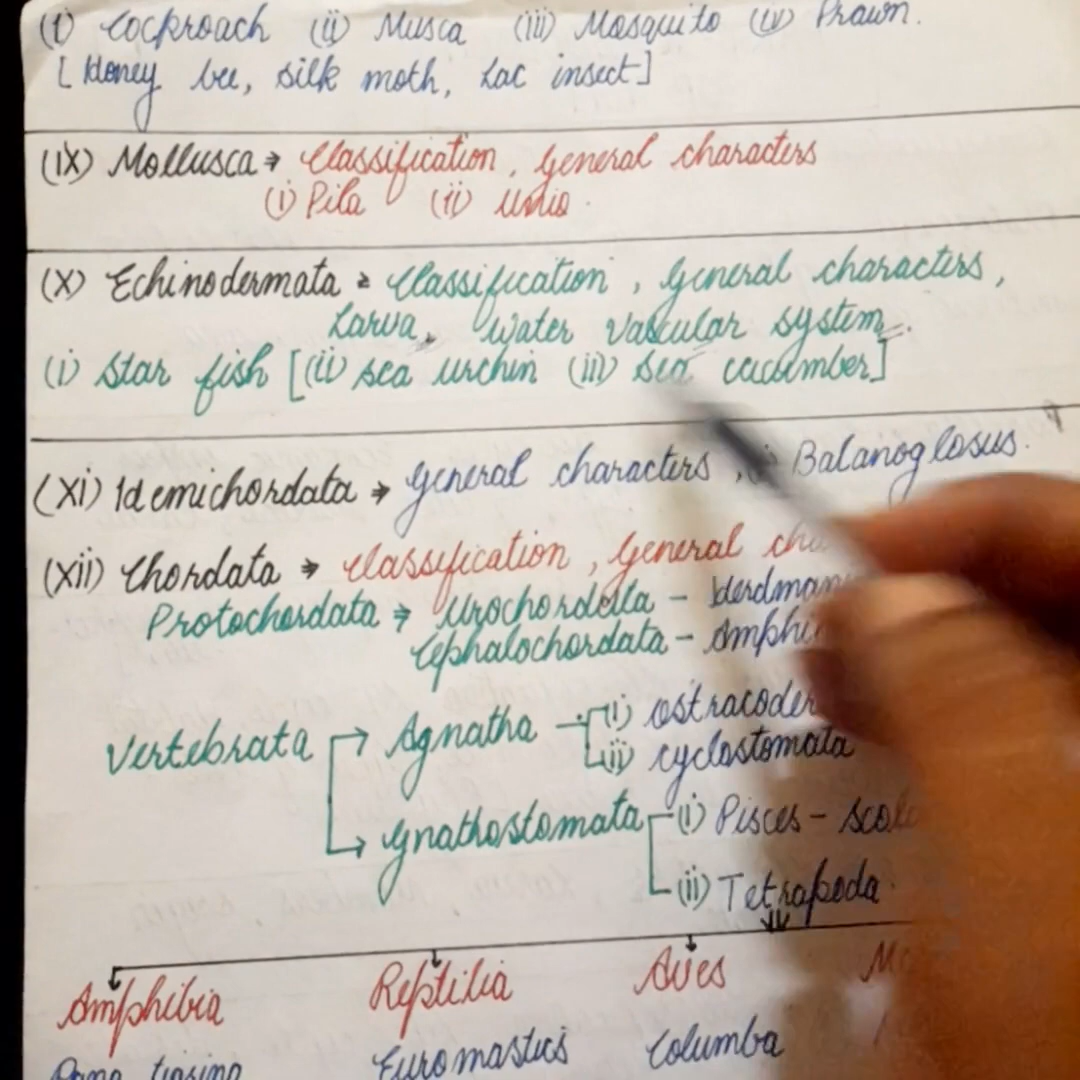 (i) Cockroach (ii) Musca (iii) Mosquito (iv) Prawn.
[Honey bee, silk moth, Lac insect]
(IX) Mollusca → Classification, General characters
(i) Pila (ii) Unio.
(X) Echinodermata → Classification, General characters,
Larva, Water Vascular system.
(i) Star fish [(ii) sea urchin (iii) sea cucumber]
(XI) Hemichordata → General characters, (i) Balanoglosus.
(XII) Chordata → Classification, General
Protochordata → Urochordella -
Cephalochordata -
Vertebrata → Agnatha (i)
(ii) cyclostomata
→ Gnathostomata (i) Pisces -
(ii) Tetrapoda
Amphibia Reptilia Aves
Euromastics Columba